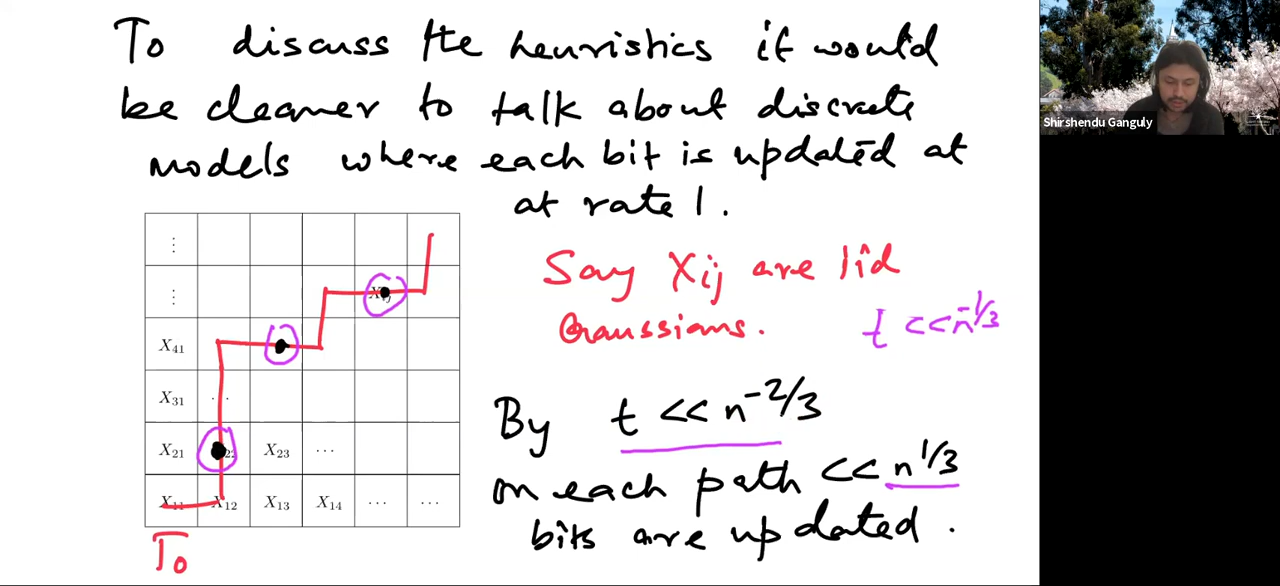 To discuss the heuristics it would
be cleaner to talk about discrete
models where each bit is updated at
at rate 1.
Shirshendu Ganguly
Say Xij are iid
Gaussians.
t << n^-1/3
By t << n^-2/3
on each path << n^1/3
bits are updated.
⋮
⋮
X41
X31 ..
X21 X23 ...
X11 X12 X13 X14 ... ...
To